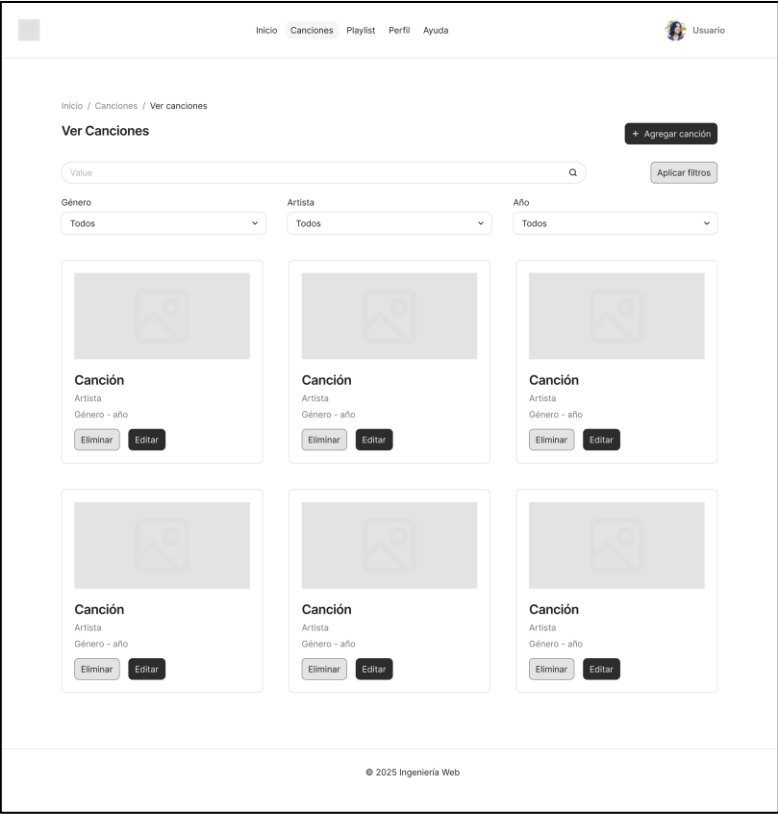 Inicio Canciones Playlist Perfil Ayuda Usuario
Inicio / Canciones / Ver canciones
Ver Canciones
+ Agregar canción
Value
Aplicar filtros
Género Artista Año
Todos Todos Todos
Canción Canción Canción
Artista Artista Artista
Género - año Género - año Género - año
Eliminar Editar Eliminar Editar Eliminar Editar
Canción Canción Canción
Artista Artista Artista
Género - año Género - año Género - año
Eliminar Editar Eliminar Editar Eliminar Editar
© 2025 Ingeniería Web